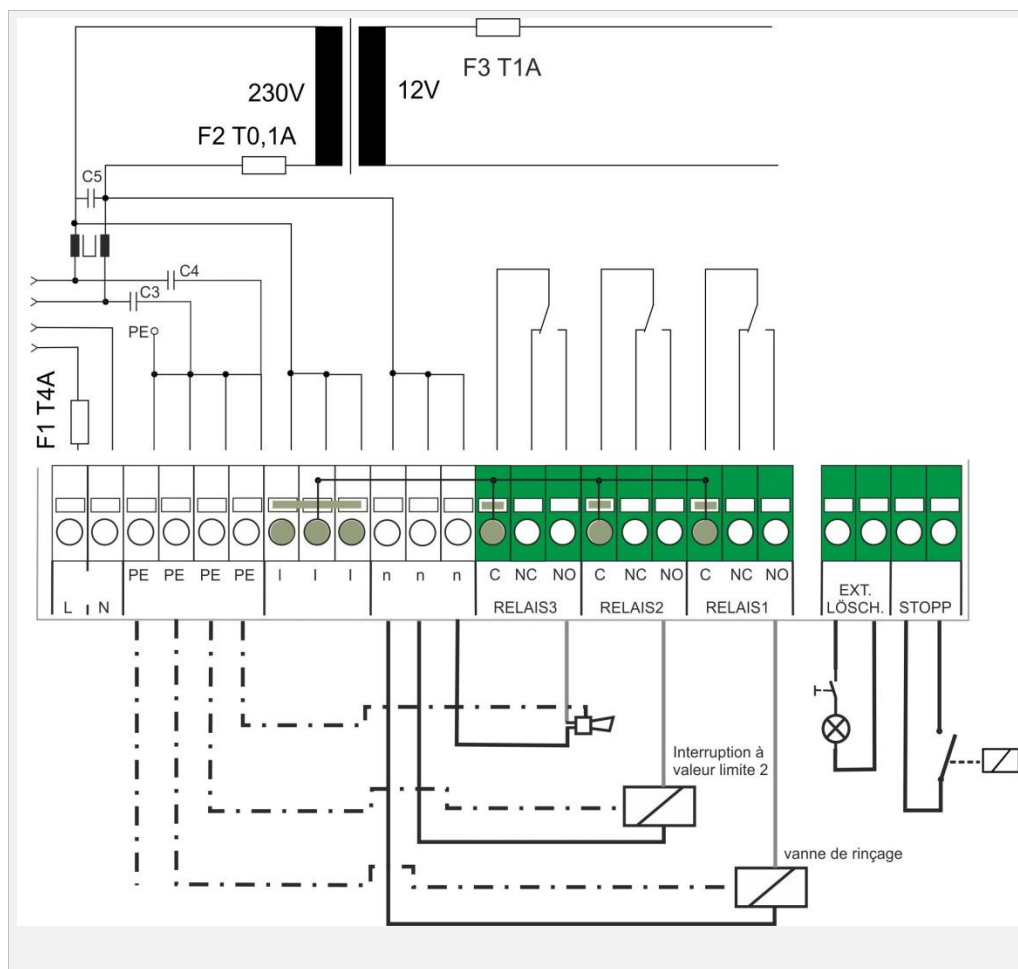 F3 T1A
230V 12V
F2 T0,1A
C5
C4
C3
PE
F1 T4A
PE PE PE PE l l l n n n C NC NO C NC NO C NC NO
L N RELAIS3 RELAIS2 RELAIS1
EXT.
LÖSCH. STOPP
Interruption à
valeur limite 2
vanne de rinçage